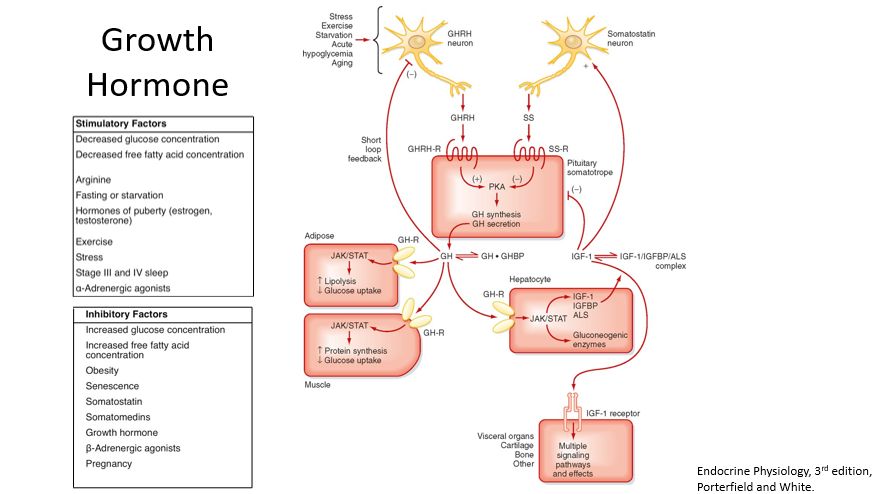 Growth
Hormone
Stimulatory Factors
Decreased glucose concentration
Decreased free fatty acid concentration
Arginine
Fasting or starvation
Hormones of puberty (estrogen,
testosterone)
Exercise
Stress
Stage III and IV sleep
α-Adrenergic agonists
Inhibitory Factors
Increased glucose concentration
Increased free fatty acid
concentration
Obesity
Senescence
Somatostatin
Somatomedins
Growth hormone
β-Adrenergic agonists
Pregnancy
Stress
Exercise
Starvation
Acute
hypoglycemia
Aging
GHRH
neuron
(−)
Somatostatin
neuron
+
GHRH
SS
Short
loop
feedback
GHRH-R
SS-R
Pituitary
somatotrope
(+)
(−)
PKA
(−)
GH synthesis
GH secretion
Adipose
GH-R
JAK/STAT
↑ Lipolysis
↓ Glucose uptake
GH ⇌ GH • GHBP
IGF-1 ⇌ IGF-1/IGFBP/ALS
complex
Hepatocyte
GH-R
JAK/STAT
IGF-1
IGFBP
ALS
Gluconeogenic
enzymes
JAK/STAT
GH-R
↑ Protein synthesis
↓ Glucose uptake
Muscle
IGF-1 receptor
Visceral organs
Cartilage
Bone
Other
Multiple
signaling
pathways
and effects
Endocrine Physiology, 3rd edition,
Porterfield and White.